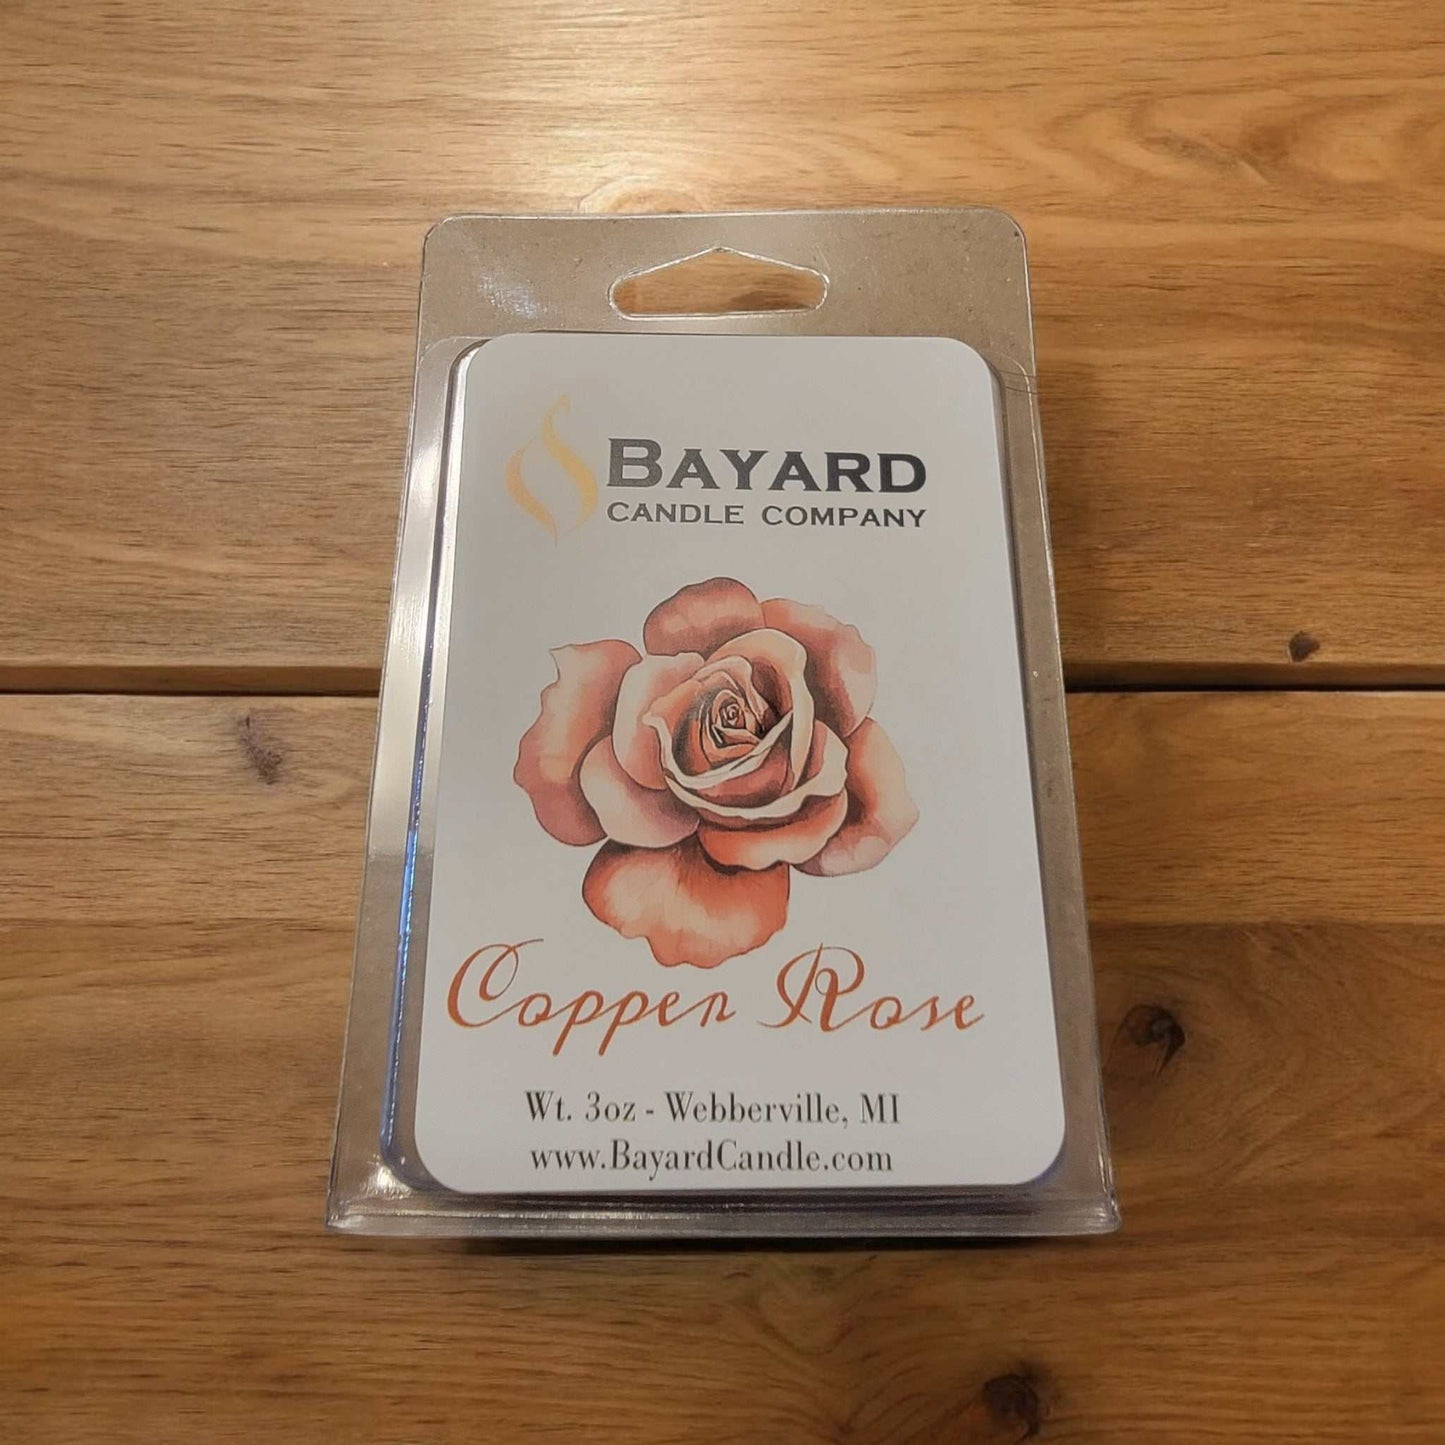 BAYARD
CANDLE COMPANY
Copper Rose
Wt. 3oz - Webberville, MI
www.BayardCandle.com